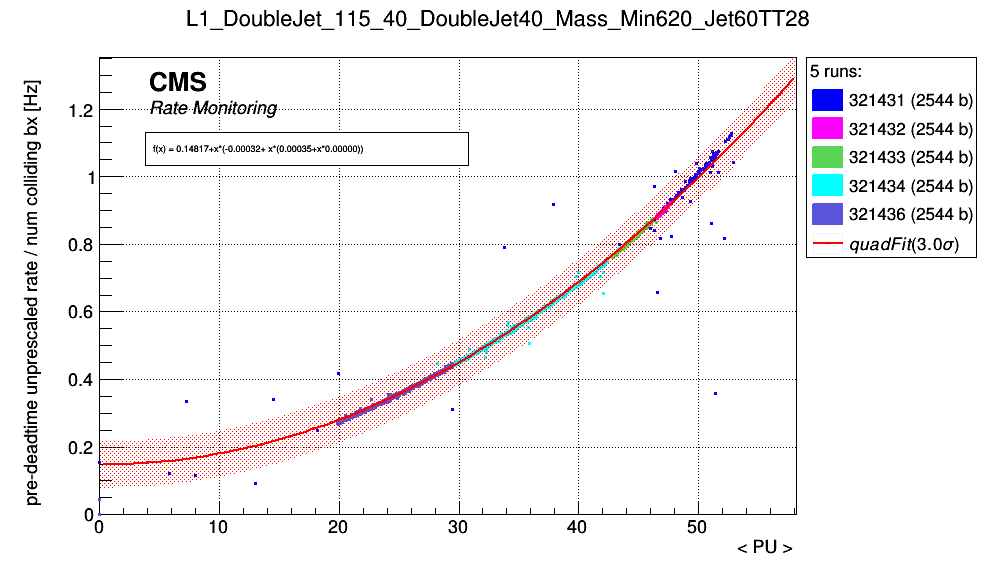 L1_DoubleJet_115_40_DoubleJet40_Mass_Min620_Jet60TT28
CMS
Rate Monitoring
f(x) = 0.14817+x*(-0.00032+ x*(0.00035+x*0.00000))
pre-deadtime unprescaled rate / num colliding bx [Hz]
1.2
1
0.8
0.6
0.4
0.2
0
0 10 20 30 40 50
< PU >
5 runs:
321431 (2544 b)
321432 (2544 b)
321433 (2544 b)
321434 (2544 b)
321436 (2544 b)
quadFit(3.0σ)